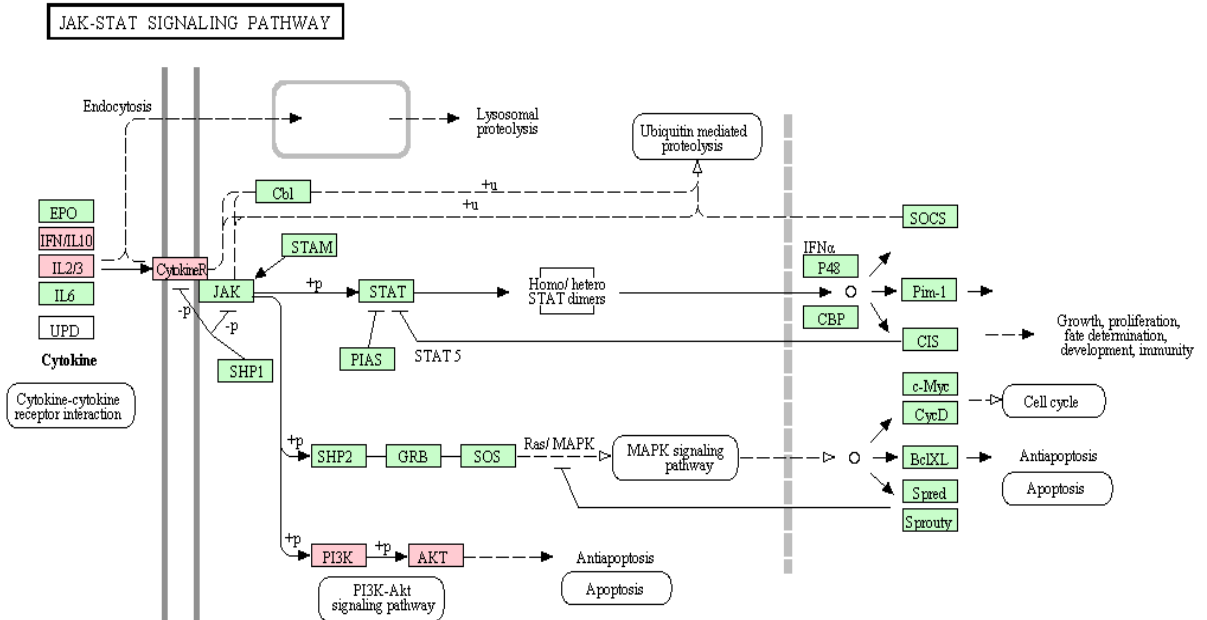 JAK-STAT SIGNALING PATHWAY
Endocytosis
Lysosomal
proteolysis
Ubiquitin mediated
proteolysis
Cbl
+u
+u
EPO
IFN/IL10
IL2/3
IL6
UPD
Cytokine
Cytokine-cytokine
receptor interaction
CytokineR
JAK
STAM
SOCS
+p
STAT
Homo/ hetero
STAT dimers
IFNα
P48
CBP
Pim-1
CIS
-p
-p
SHP1
PIAS
STAT 5
Growth, proliferation,
fate determination,
development, immunity
c-Myc
CycD
Cell cycle
+p
SHP2
GRB
SOS
Ras/ MAPK
MAPK signaling
pathway
BclXL
Antiapoptosis
Apoptosis
Spred
Sprouty
+p
PI3K
+p
AKT
Antiapoptosis
Apoptosis
PI3K-Akt
signaling pathway